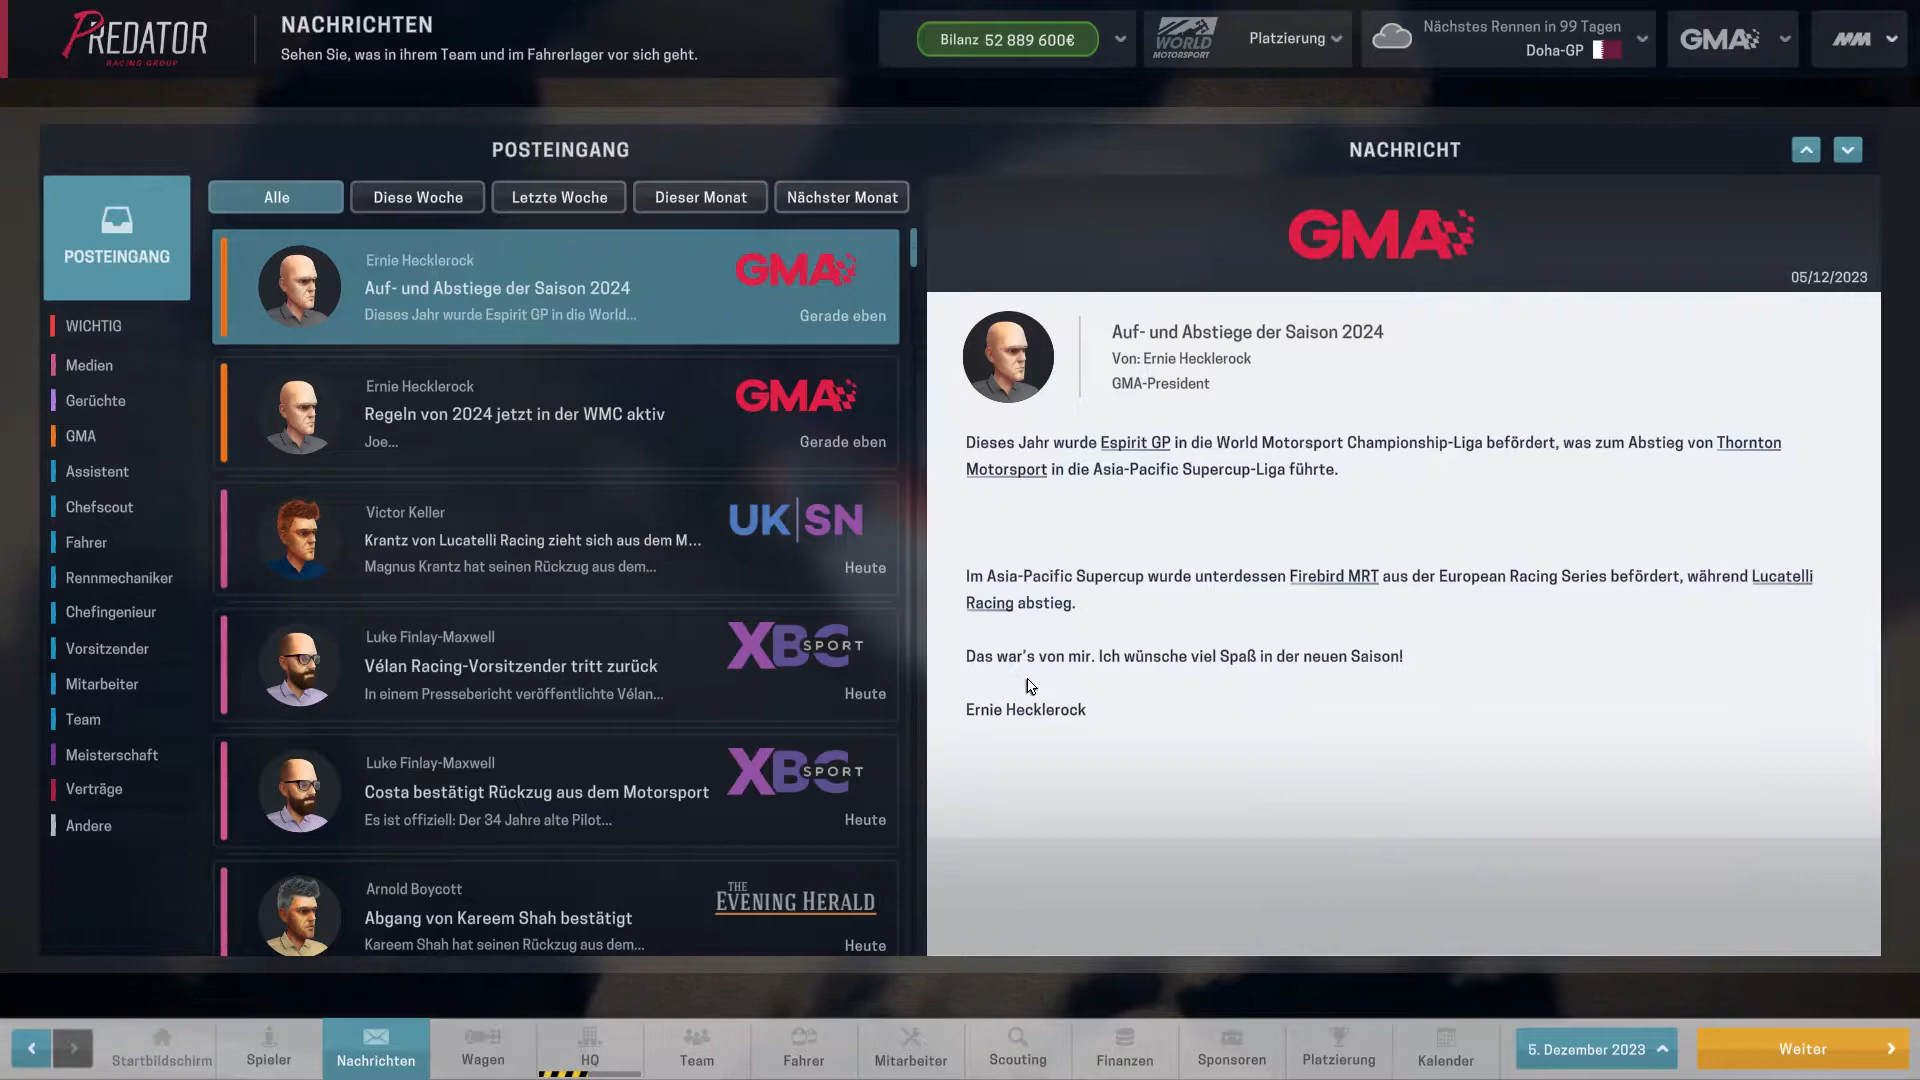 PREDATOR
RACING GROUP
NACHRICHTEN
Sehen Sie, was in ihrem Team und im Fahrerlager vor sich geht.
Bilanz 52 889 600€
WORLD
MOTORSPORT
Platzierung
Nächstes Rennen in 99 Tagen
Doha-GP
GMA
MM
POSTEINGANG
NACHRICHT
POSTEINGANG
WICHTIG
Medien
Gerüchte
GMA
Assistent
Chefscout
Fahrer
Rennmechaniker
Chefingenieur
Vorsitzender
Mitarbeiter
Team
Meisterschaft
Verträge
Andere
Alle
Diese Woche
Letzte Woche
Dieser Monat
Nächster Monat
Ernie Hecklerock
Auf- und Abstiege der Saison 2024
Dieses Jahr wurde Espirit GP in die World...
GMA
Gerade eben
Ernie Hecklerock
Regeln von 2024 jetzt in der WMC aktiv
Joe...
GMA
Gerade eben
Victor Keller
Krantz von Lucatelli Racing zieht sich aus dem M...
Magnus Krantz hat seinen Rückzug aus dem...
UK|SN
Heute
Luke Finlay-Maxwell
Vélan Racing-Vorsitzender tritt zurück
In einem Pressebericht veröffentlichte Vélan...
XBC SPORT
Heute
Luke Finlay-Maxwell
Costa bestätigt Rückzug aus dem Motorsport
Es ist offiziell: Der 34 Jahre alte Pilot...
XBC SPORT
Heute
Arnold Boycott
Abgang von Kareem Shah bestätigt
Kareem Shah hat seinen Rückzug aus dem...
THE
EVENING HERALD
Heute
GMA
05/12/2023
Auf- und Abstiege der Saison 2024
Von: Ernie Hecklerock
GMA-President
Dieses Jahr wurde Espirit GP in die World Motorsport Championship-Liga befördert, was zum Abstieg von Thornton
Motorsport in die Asia-Pacific Supercup-Liga führte.
Im Asia-Pacific Supercup wurde unterdessen Firebird MRT aus der European Racing Series befördert, während Lucatelli
Racing abstieg.
Das war's von mir. Ich wünsche viel Spaß in der neuen Saison!
Ernie Hecklerock
Startbildschirm
Spieler
Nachrichten
Wagen
HQ
Team
Fahrer
Mitarbeiter
Scouting
Finanzen
Sponsoren
Platzierung
Kalender
5. Dezember 2023
Weiter